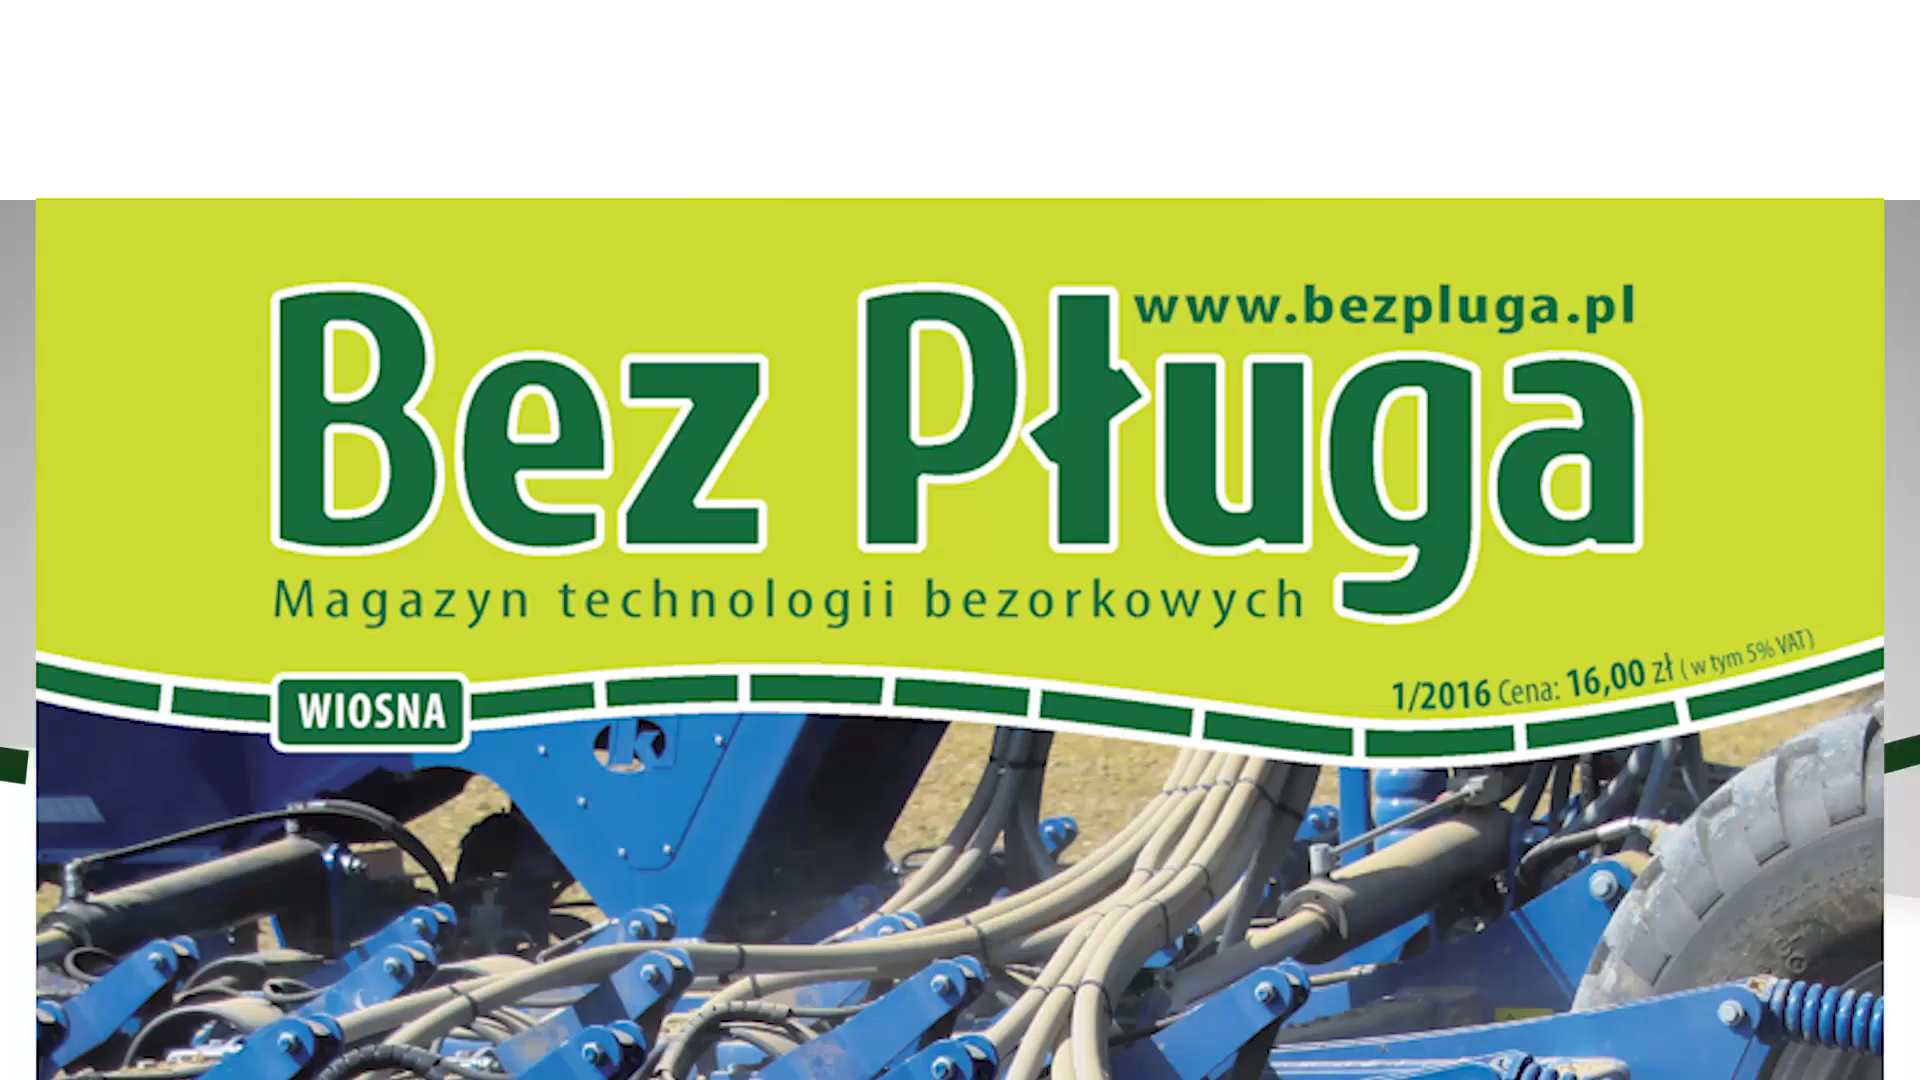 www.bezpluga.pl
Bez Pługa
Magazyn technologii bezorkowych
WIOSNA
1/2016 Cena: 16,00 zł ( w tym 5% VAT)